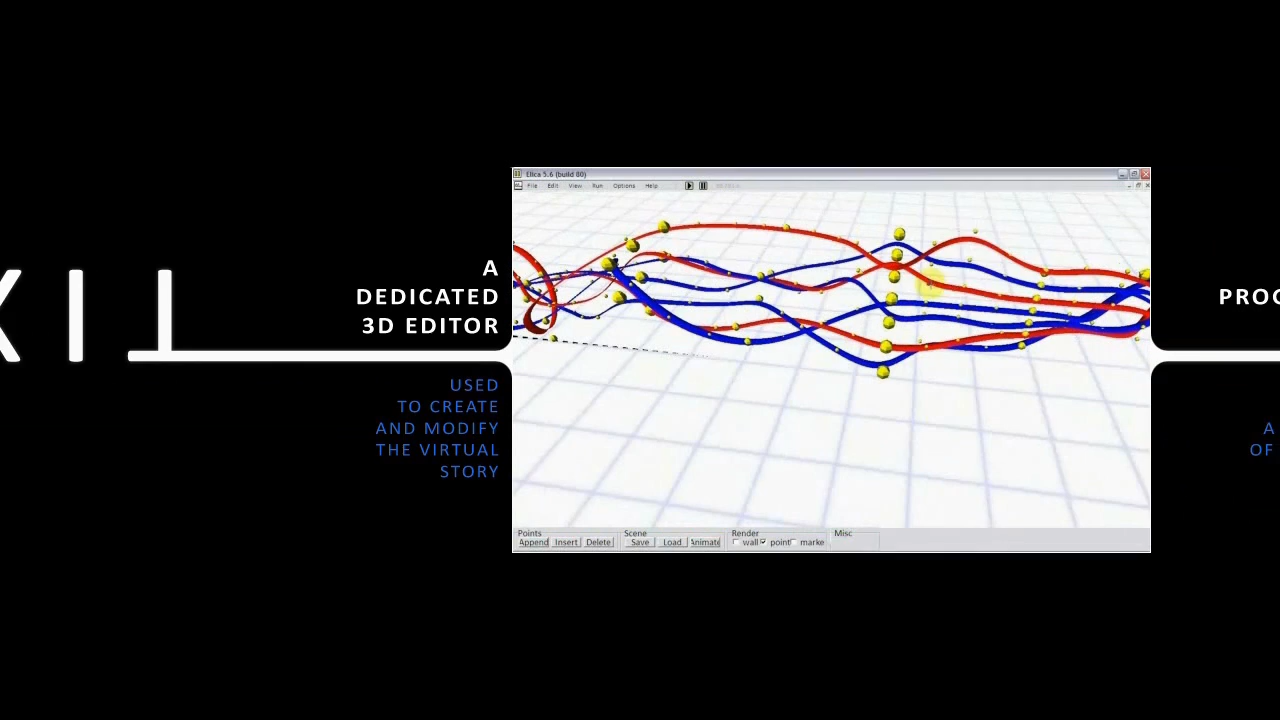 XIT
A
DEDICATED
3D EDITOR
USED
TO CREATE
AND MODIFY
THE VIRTUAL
STORY
Elica 5.6 (build 80)
File Edit View Run Options Help
Points Scene Render Misc
Append Insert Delete Save Load Animate wall point marke
PROC
A
OF